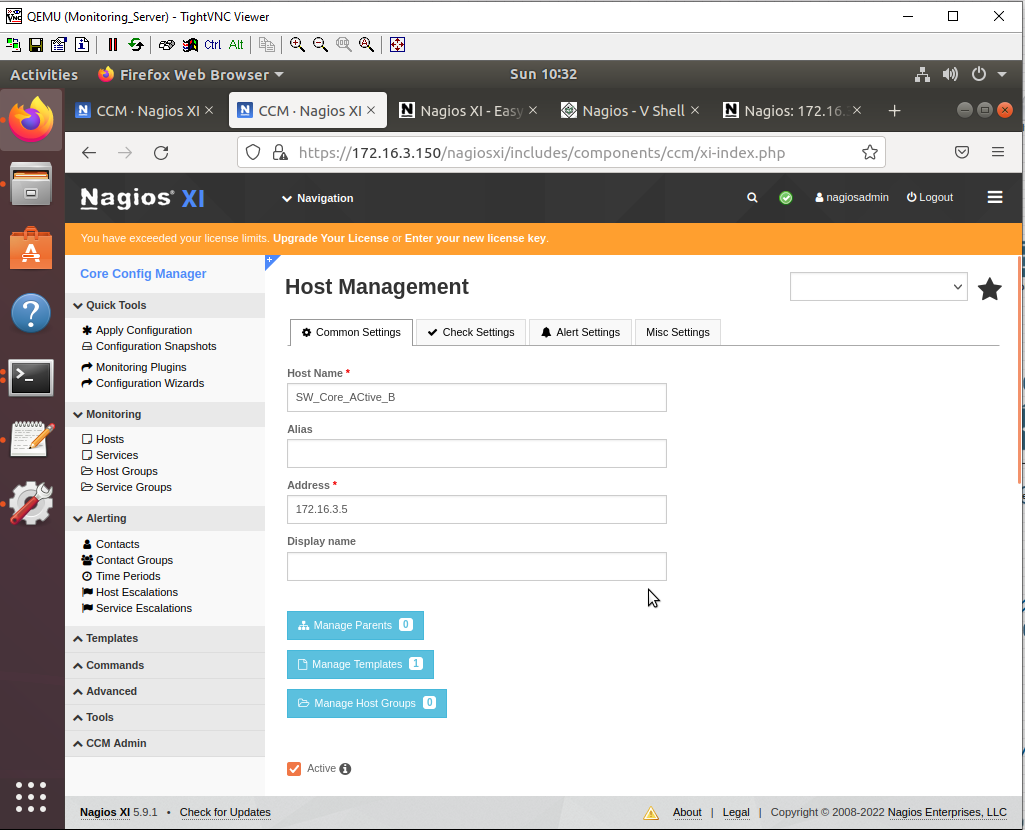 QEMU (Monitoring_Server) - TightVNC Viewer
Ctrl Alt
Activities Firefox Web Browser Sun 10:32
CCM · Nagios XI CCM · Nagios XI Nagios XI - Easy Nagios - V Shell Nagios: 172.16.3
https://172.16.3.150/nagiosxi/includes/components/ccm/xi-index.php
Nagios® XI Navigation nagiosadmin Logout
You have exceeded your license limits. Upgrade Your License or Enter your new license key.
Core Config Manager
Quick Tools
Apply Configuration
Configuration Snapshots
Monitoring Plugins
Configuration Wizards
Monitoring
Hosts
Services
Host Groups
Service Groups
Alerting
Contacts
Contact Groups
Time Periods
Host Escalations
Service Escalations
Templates
Commands
Advanced
Tools
CCM Admin
Host Management
Common Settings Check Settings Alert Settings Misc Settings
Host Name *
SW_Core_ACtive_B
Alias
Address *
172.16.3.5
Display name
Manage Parents 0
Manage Templates 1
Manage Host Groups 0
Active
Nagios XI 5.9.1 • Check for Updates About | Legal | Copyright © 2008-2022 Nagios Enterprises, LLC